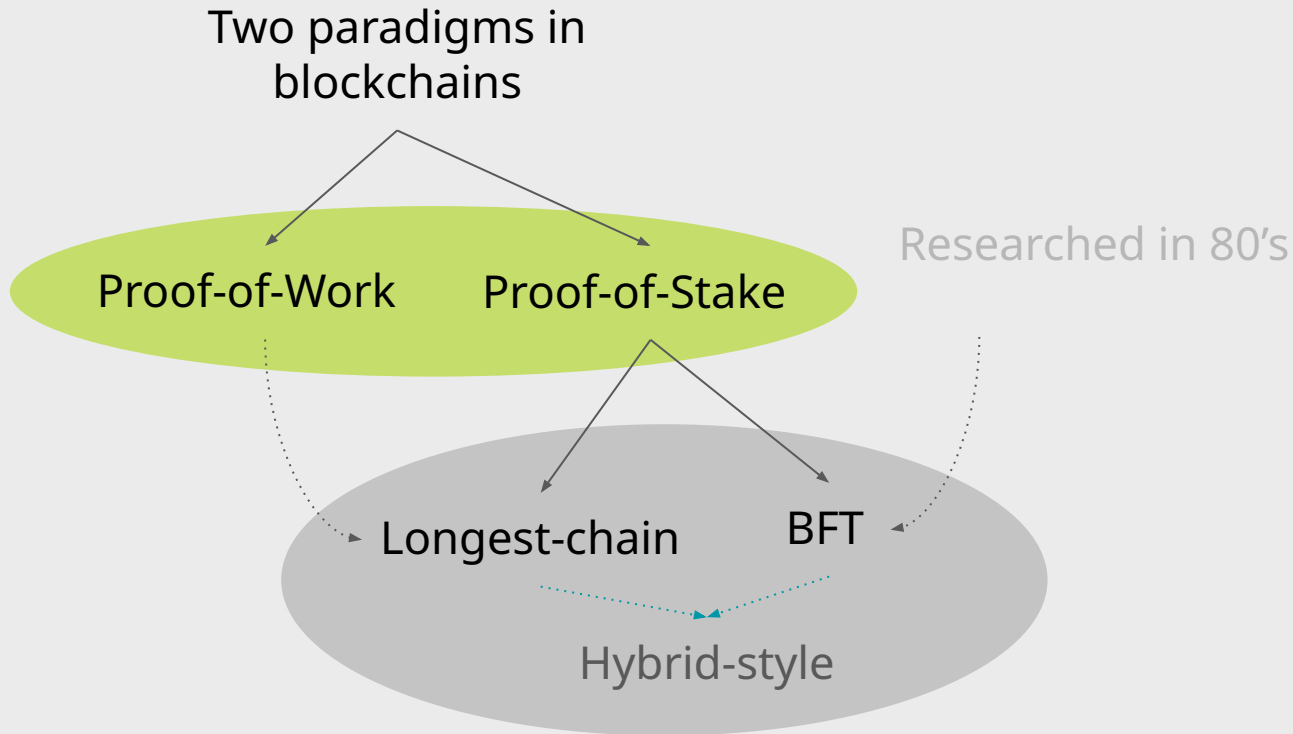 Two paradigms in
blockchains
Researched in 80’s
Proof-of-Work
Proof-of-Stake
Longest-chain
BFT
Hybrid-style